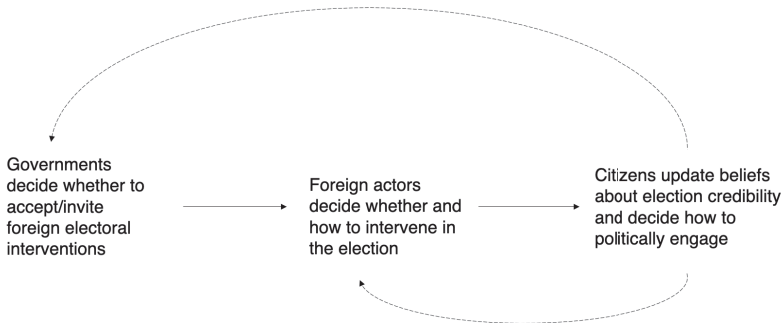 Governments
decide whether to
accept/invite
foreign electoral
interventions
Foreign actors
decide whether and
how to intervene in
the election
Citizens update beliefs
about election credibility
and decide how to
politically engage